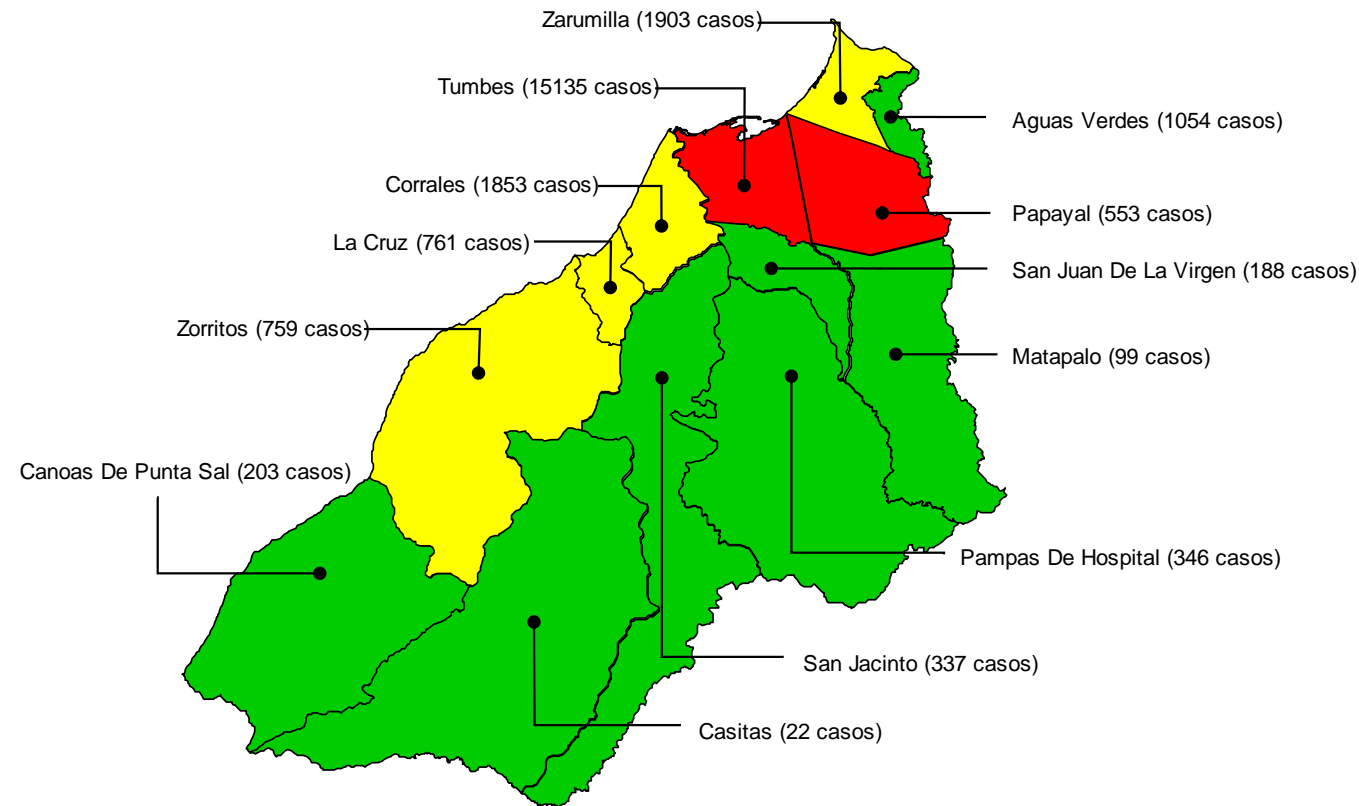 Zarumilla (1903 casos)
Tumbes (15135 casos)
Aguas Verdes (1054 casos)
Corrales (1853 casos)
Papayal (553 casos)
La Cruz (761 casos)
San Juan De La Virgen (188 casos)
Zorritos (759 casos)
Matapalo (99 casos)
Canoas De Punta Sal (203 casos)
Pampas De Hospital (346 casos)
San Jacinto (337 casos)
Casitas (22 casos)